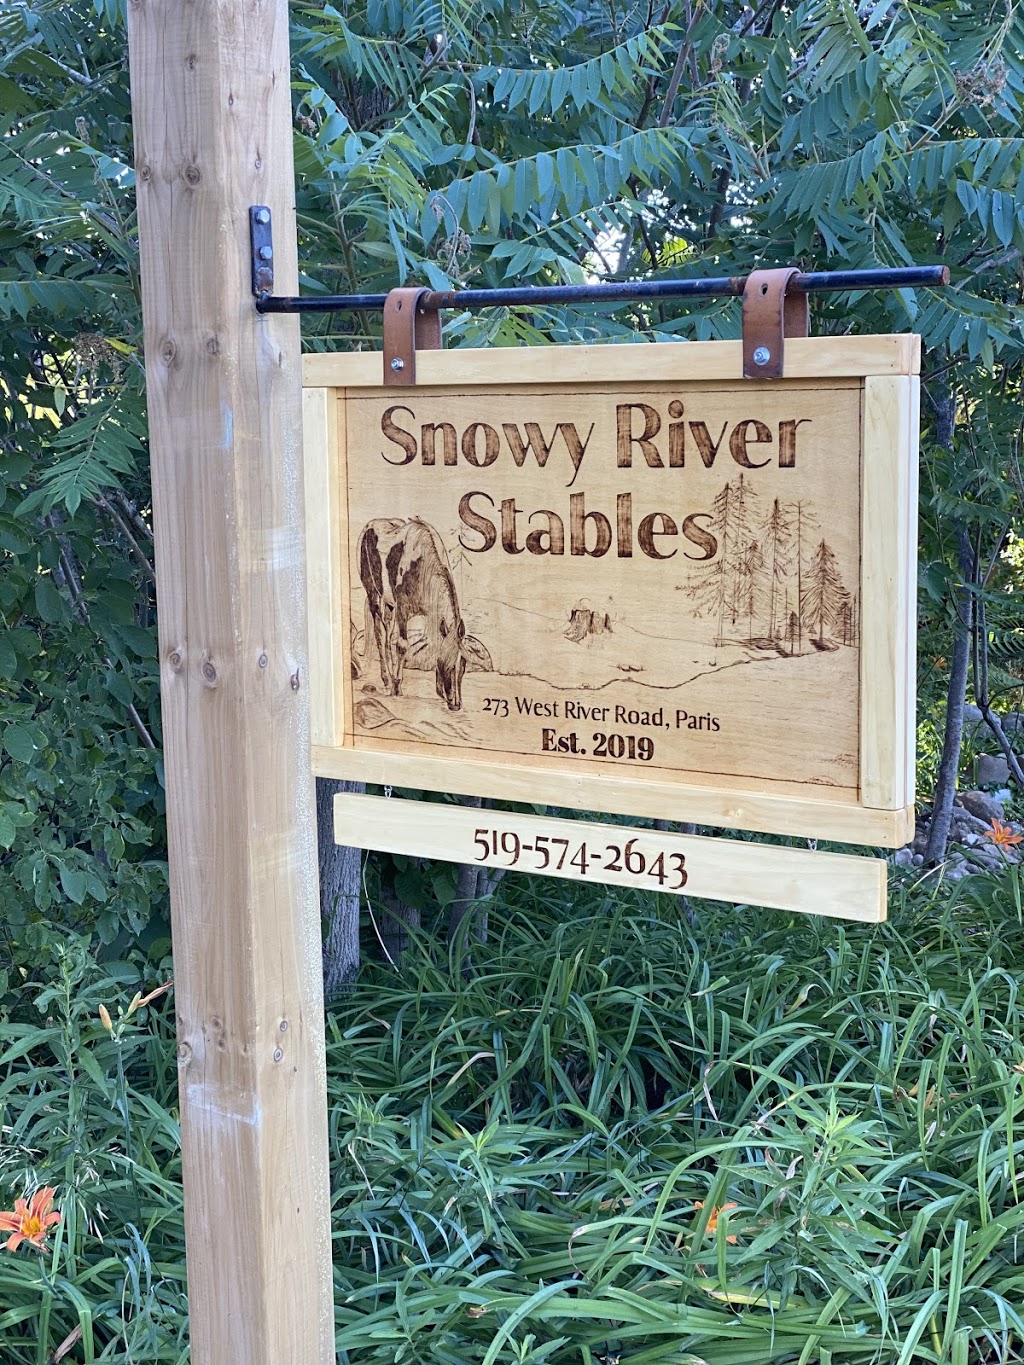 Snowy River
Stables
273 West River Road, Paris
Est. 2019
519-574-2643